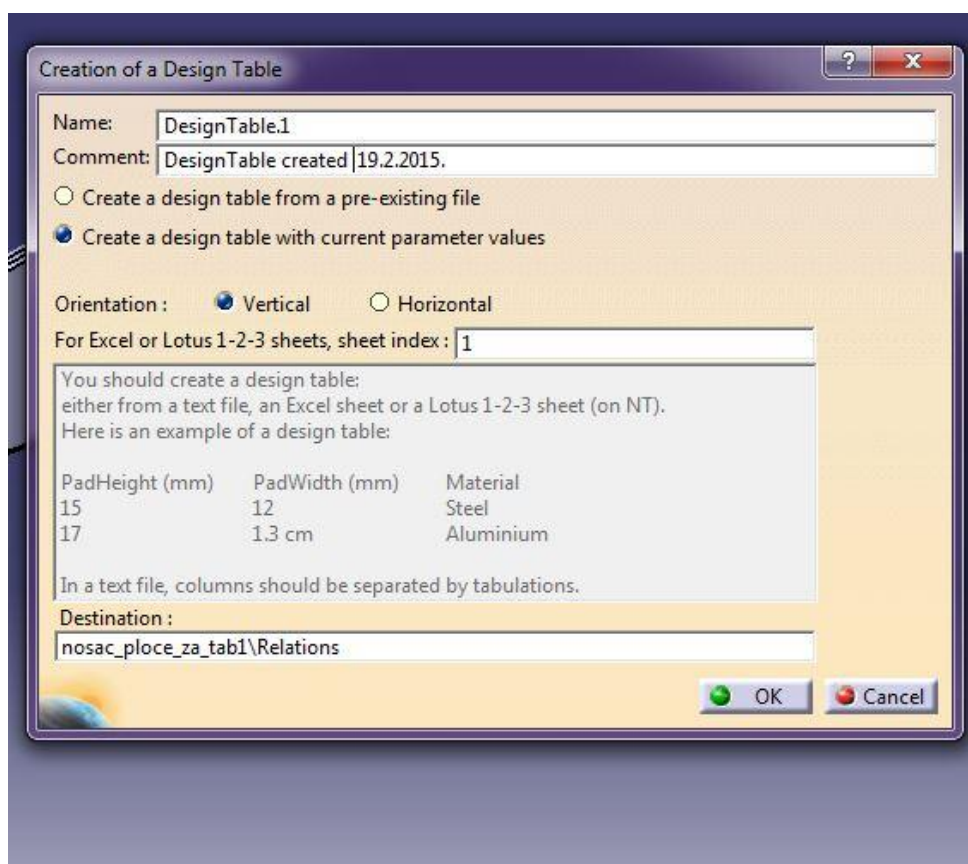 Creation of a Design Table
?
Name: DesignTable.1
Comment: DesignTable created 19.2.2015.
Create a design table from a pre-existing file
Create a design table with current parameter values
Orientation : Vertical Horizontal
For Excel or Lotus 1-2-3 sheets, sheet index : 1
You should create a design table:
either from a text file, an Excel sheet or a Lotus 1-2-3 sheet (on NT).
Here is an example of a design table:
PadHeight (mm) PadWidth (mm) Material
15 12 Steel
17 1.3 cm Aluminium
In a text file, columns should be separated by tabulations.
Destination :
nosac_ploce_za_tab1\Relations
OK Cancel